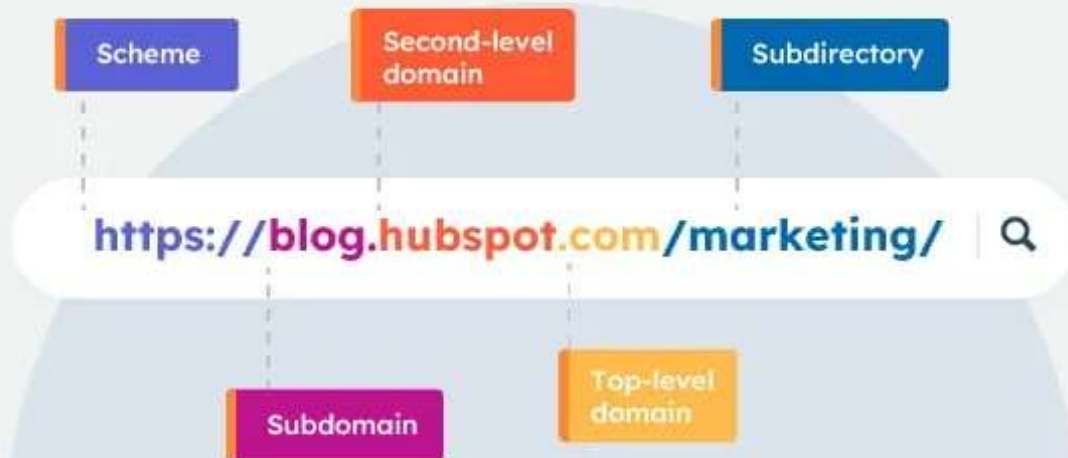 Scheme
Second-level
domain
Subdirectory
https://blog.hubspot.com/marketing/
Subdomain
Top-level
domain